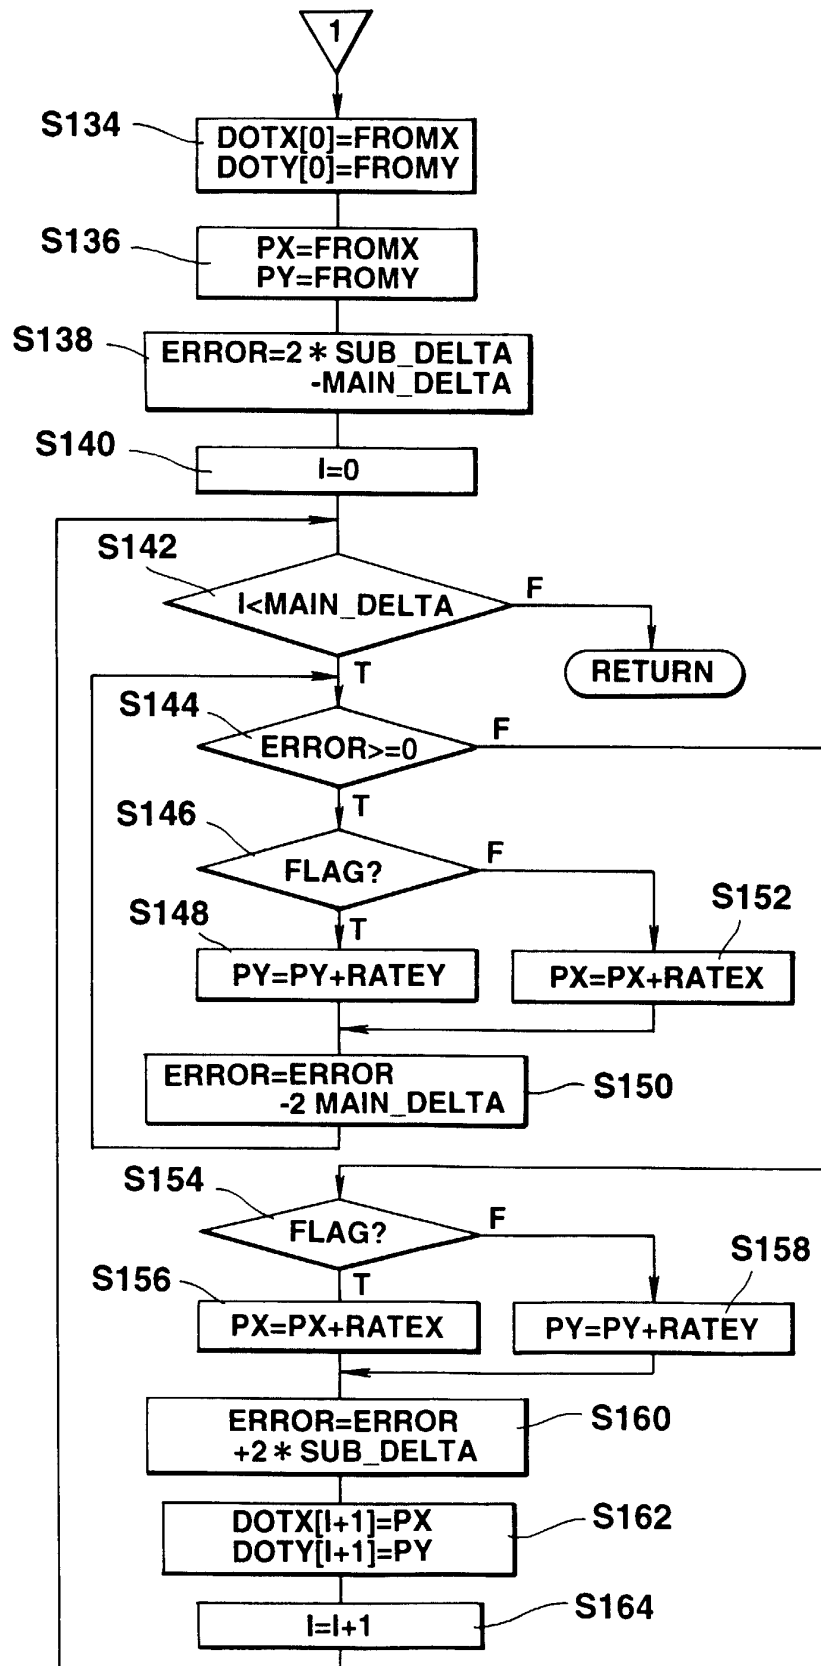 1
S134
DOTX[0]=FROMX
DOTY[0]=FROMY
S136
PX=FROMX
PY=FROMY
S138
ERROR=2 * SUB_DELTA
-MAIN_DELTA
S140
I=0
S142
I<MAIN_DELTA
F
RETURN
T
S144
ERROR>=0
F
T
S146
FLAG?
F
T
S148
PY=PY+RATEY
S152
PX=PX+RATEX
ERROR=ERROR
-2 MAIN_DELTA
S150
S154
FLAG?
F
T
S156
PX=PX+RATEX
S158
PY=PY+RATEY
ERROR=ERROR
+2 * SUB_DELTA
S160
DOTX[I+1]=PX
DOTY[I+1]=PY
S162
I=I+1
S164